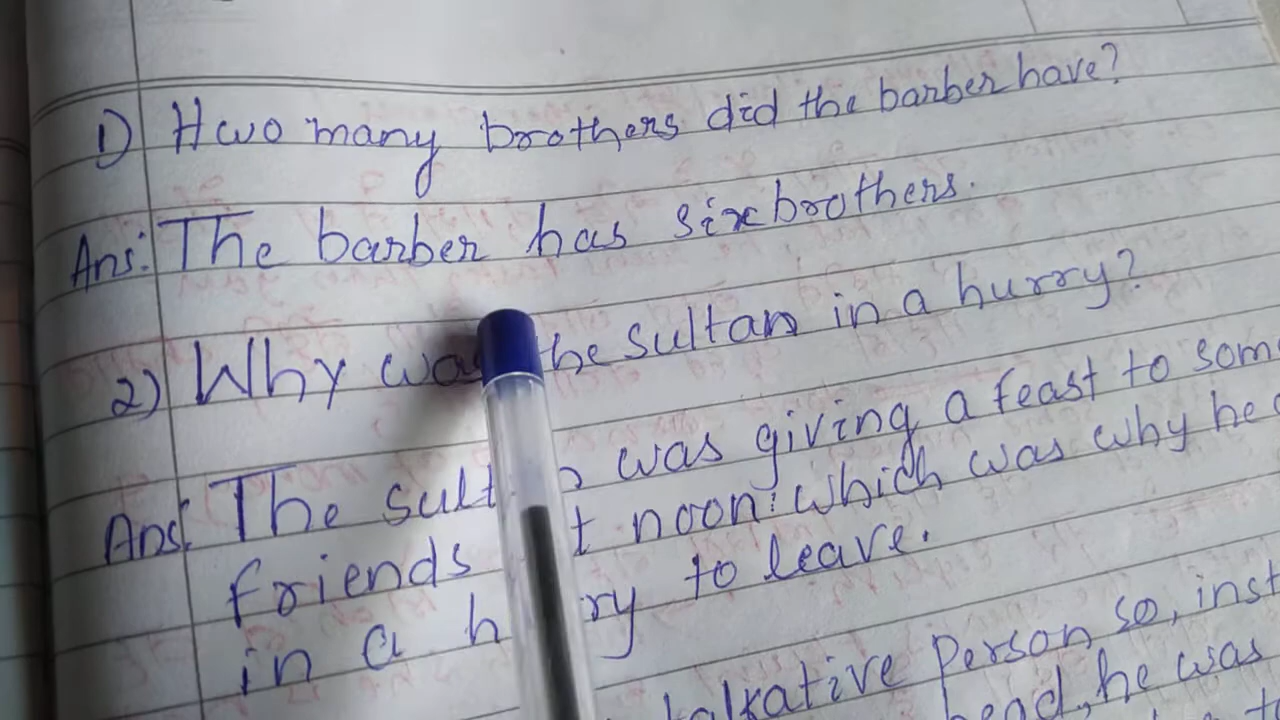 1) Hwo many brothers did the barber have?
Ans: The barber has six brothers.
2) Why was the sultan in a hurry?
Ans: The sult was giving a feast to som
friends t noon: which was why he
in a h ry to leave.
talkative Person so, inst
head, he was